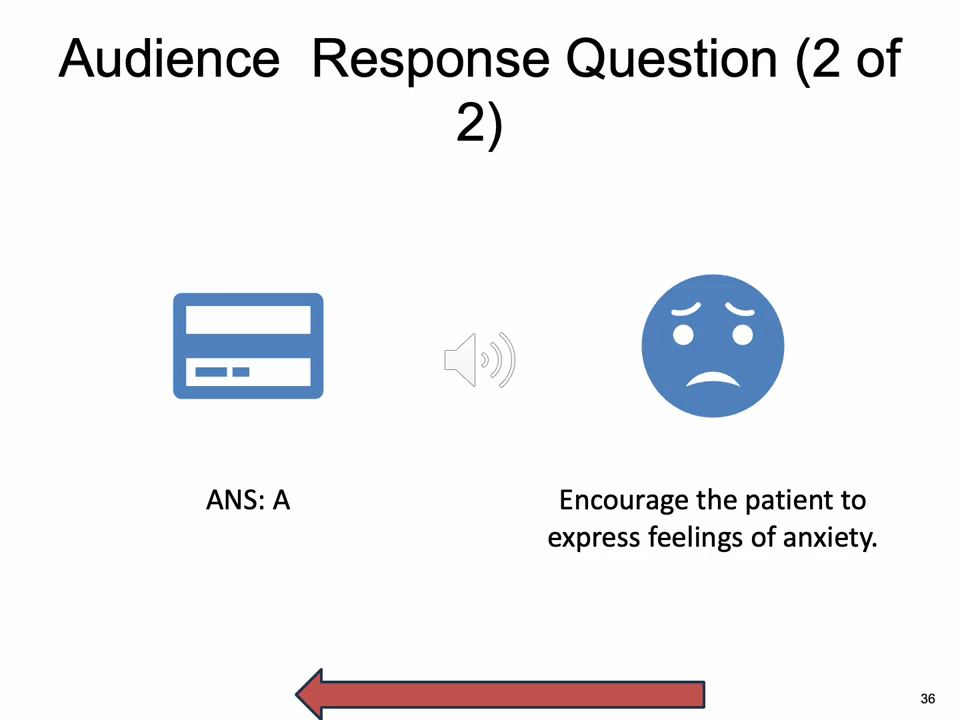 Audience  Response Question (2 of
2)
ANS: A
Encourage the patient to
express feelings of anxiety.
36